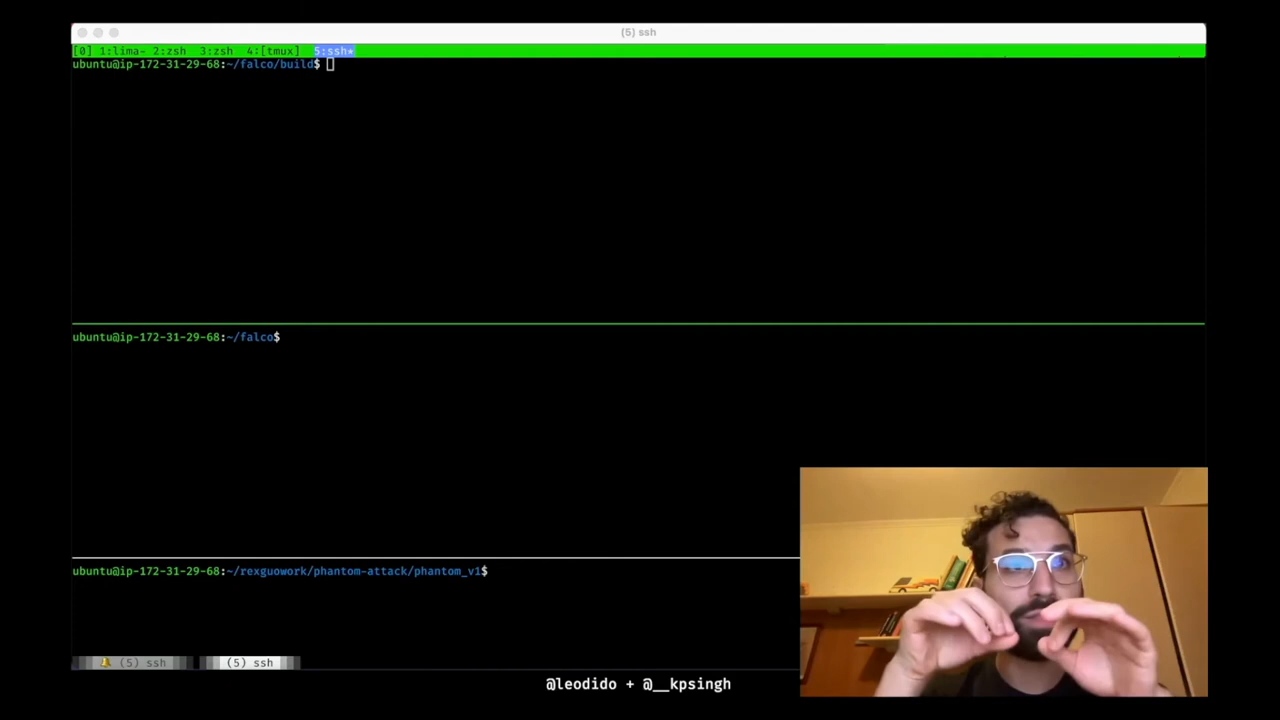 (5) ssh
[0] 1:lima- 2:zsh 3:zsh 4:[tmux] 5:ssh*
ubuntu@ip-172-31-29-68:~/falco/build$
ubuntu@ip-172-31-29-68:~/falco$
ubuntu@ip-172-31-29-68:~/rexguowork/phantom-attack/phantom_v1$
(5) ssh (5) ssh
@leodido + @__kpsingh